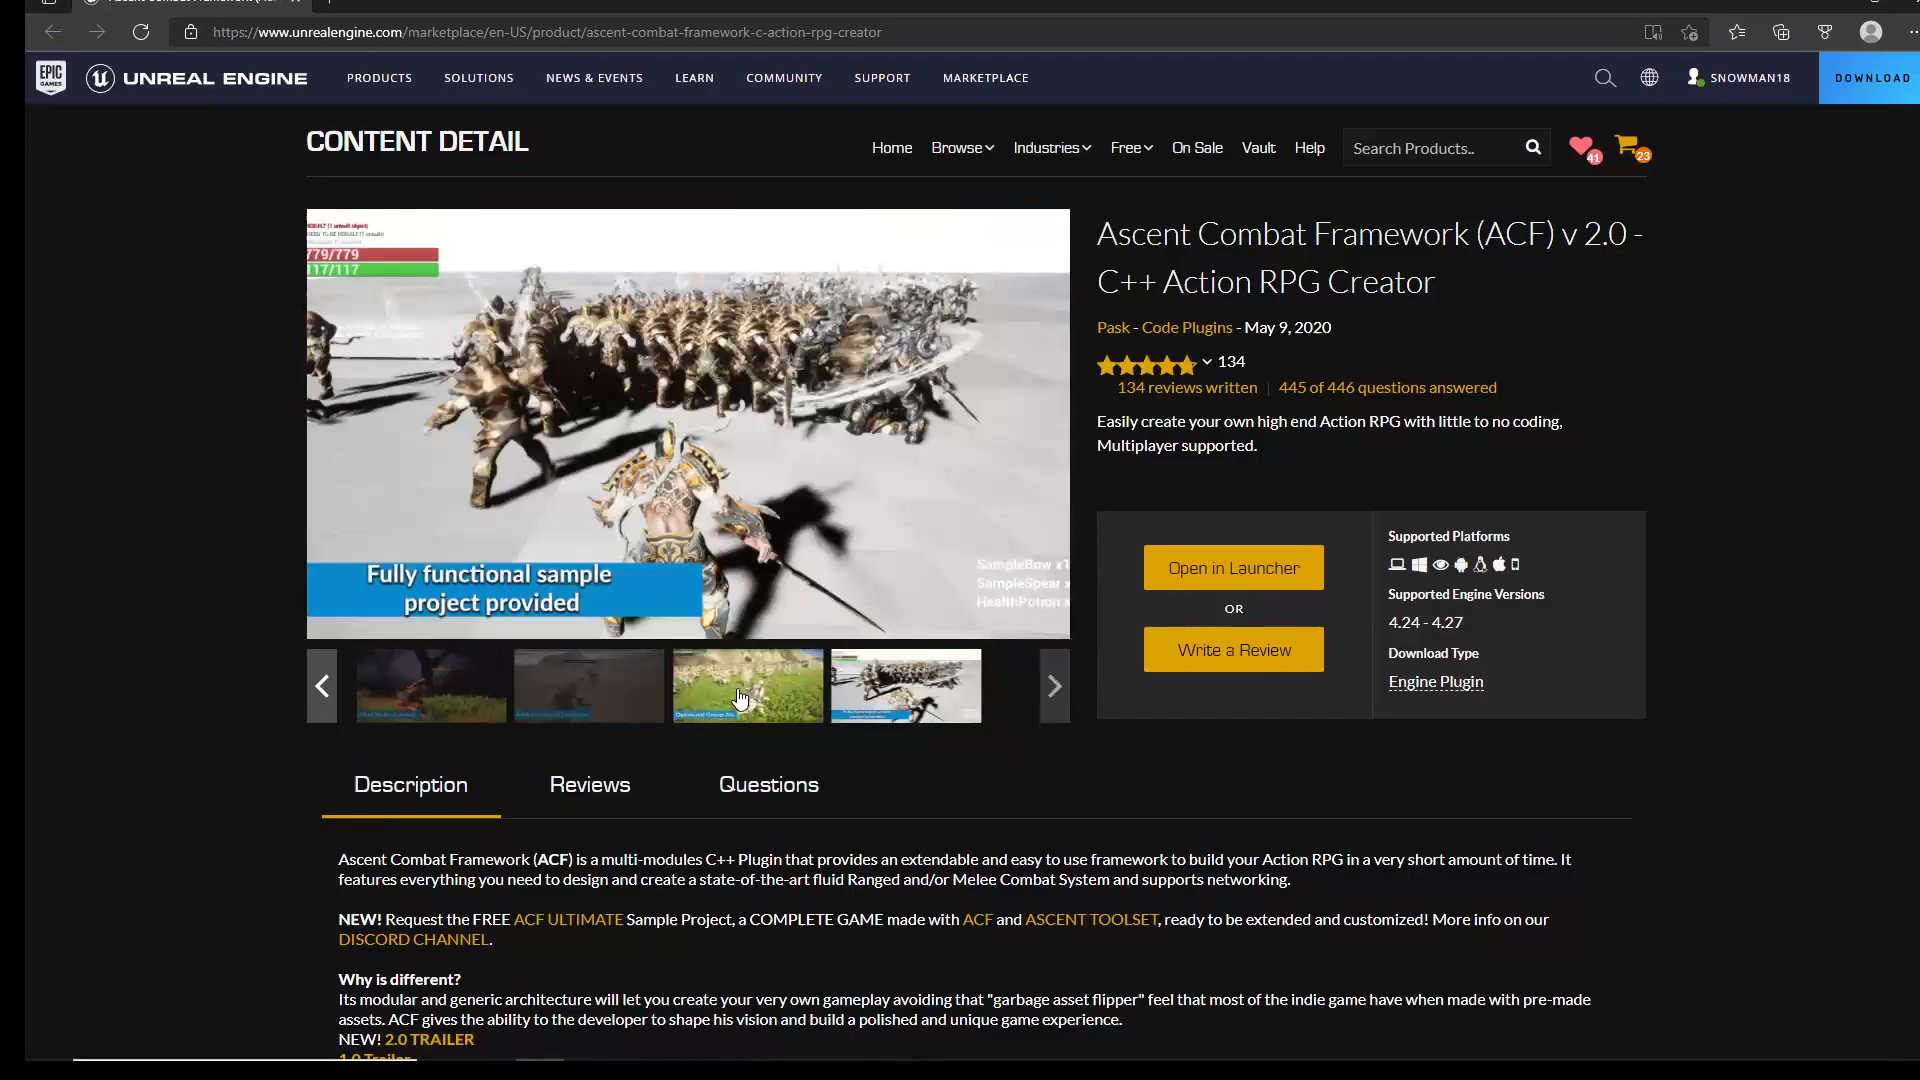 https://www.unrealengine.com/marketplace/en-US/product/ascent-combat-framework-c-action-rpg-creator
EPIC GAMES
UNREAL ENGINE
PRODUCTS
SOLUTIONS
NEWS & EVENTS
LEARN
COMMUNITY
SUPPORT
MARKETPLACE
SNOWMAN18
DOWNLOAD
CONTENT DETAIL
Home
Browse
Industries
Free
On Sale
Vault
Help
Search Products..
41
23
779/779
117/117
SampleBow x1
SampleSpear x
HealthPotion x
Fully functional sample
project provided
Ascent Combat Framework (ACF) v 2.0 -
C++ Action RPG Creator
Pask - Code Plugins - May 9, 2020
134
134 reviews written
445 of 446 questions answered
Easily create your own high end Action RPG with little to no coding,
Multiplayer supported.
Open in Launcher
OR
Write a Review
Supported Platforms
Supported Engine Versions
4.24 - 4.27
Download Type
Engine Plugin
Description
Reviews
Questions
Ascent Combat Framework (ACF) is a multi-modules C++ Plugin that provides an extendable and easy to use framework to build your Action RPG in a very short amount of time. It
features everything you need to design and create a state-of-the-art fluid Ranged and/or Melee Combat System and supports networking.
NEW! Request the FREE ACF ULTIMATE Sample Project, a COMPLETE GAME made with ACF and ASCENT TOOLSET, ready to be extended and customized! More info on our
DISCORD CHANNEL.
Why is different?
Its modular and generic architecture will let you create your very own gameplay avoiding that "garbage asset flipper" feel that most of the indie game have when made with pre-made
assets. ACF gives the ability to the developer to shape his vision and build a polished and unique game experience.
NEW! 2.0 TRAILER
1.0 Trailer